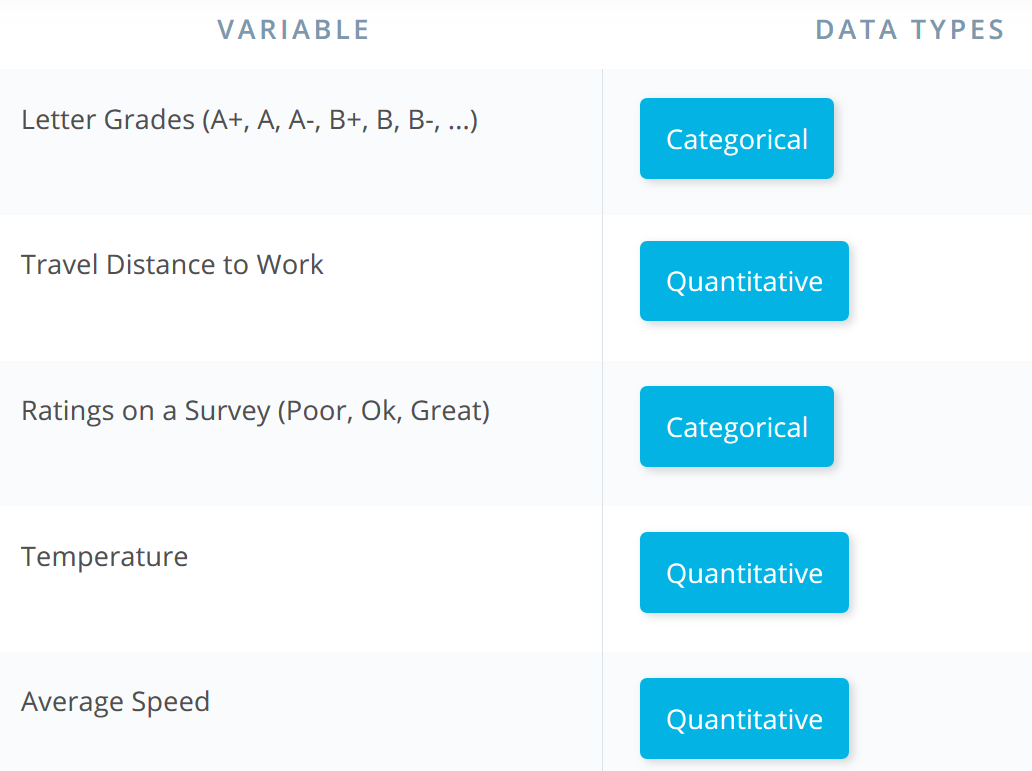 VARIABLE DATA TYPES
Letter Grades (A+, A, A-, B+, B, B-, ...) Categorical
Travel Distance to Work Quantitative
Ratings on a Survey (Poor, Ok, Great) Categorical
Temperature Quantitative
Average Speed Quantitative